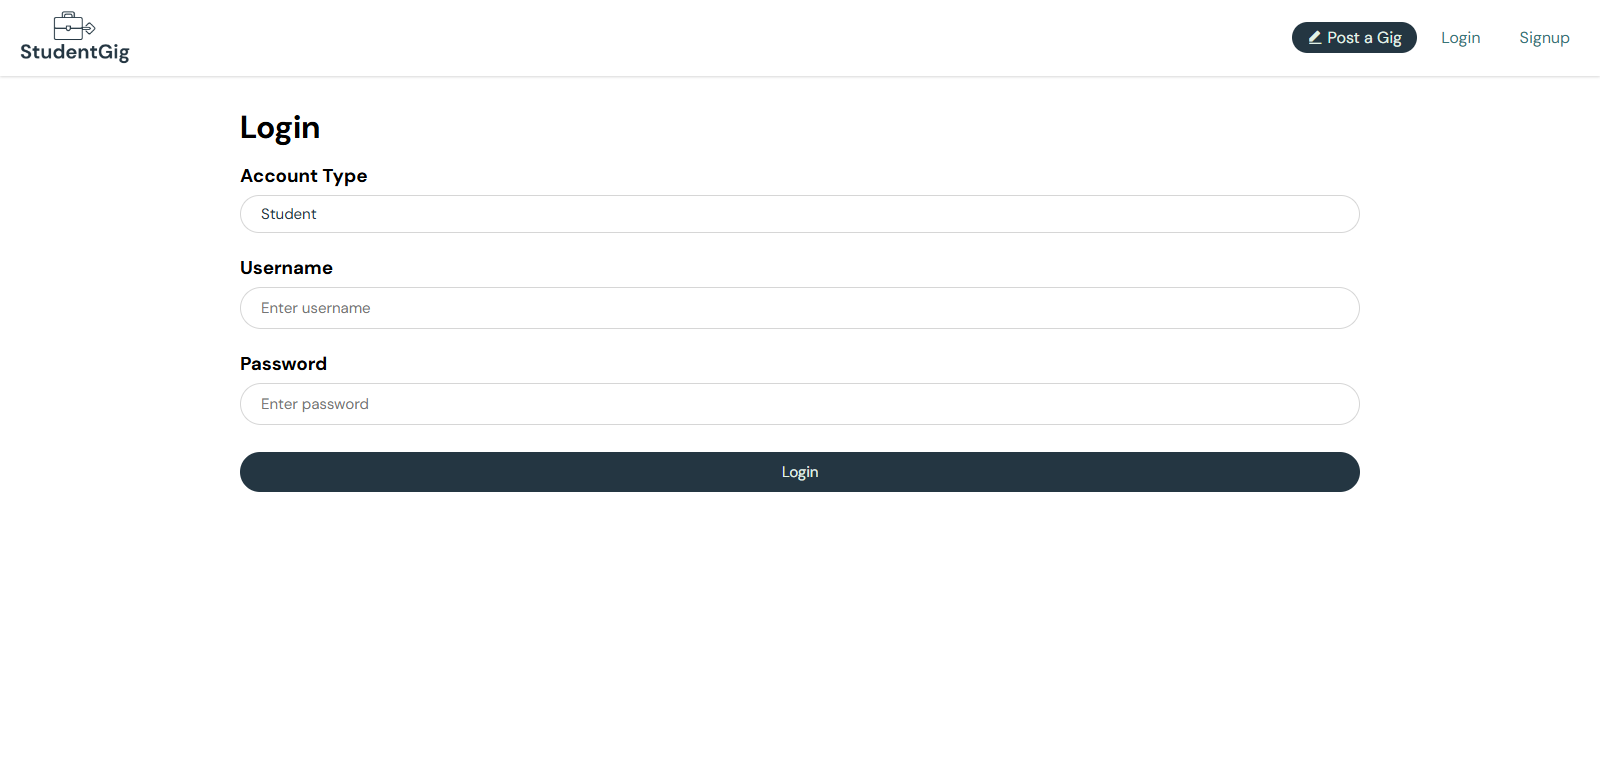 StudentGig
Post a Gig
Login
Signup
Login
Account Type
Student
Username
Enter username
Password
Enter password
Login